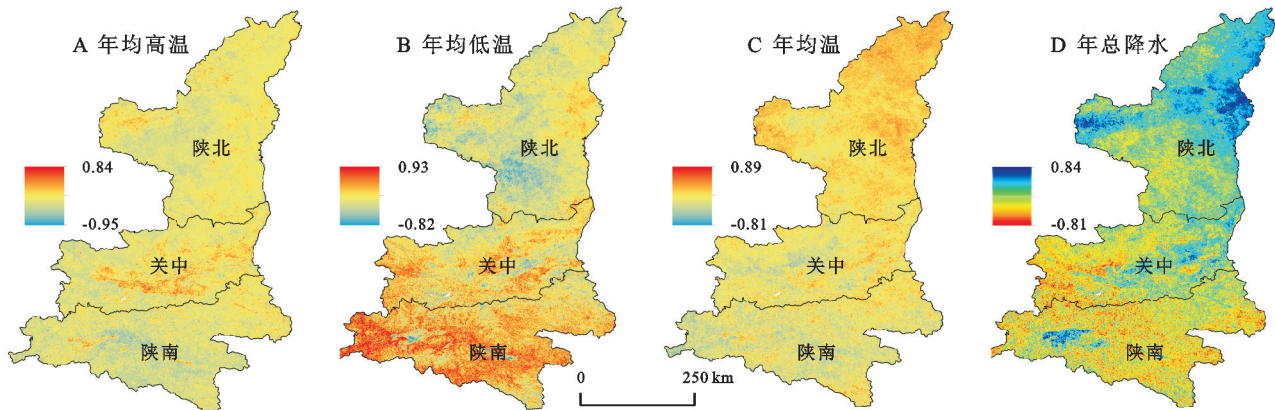 A 年均高温
陕北
0.84
-0.95
关中
陕南
B 年均低温
陕北
0.93
-0.82
关中
陕南
C 年均温
陕北
0.89
-0.81
关中
陕南
D 年总降水
陕北
0.84
-0.81
关中
陕南
0 250 km